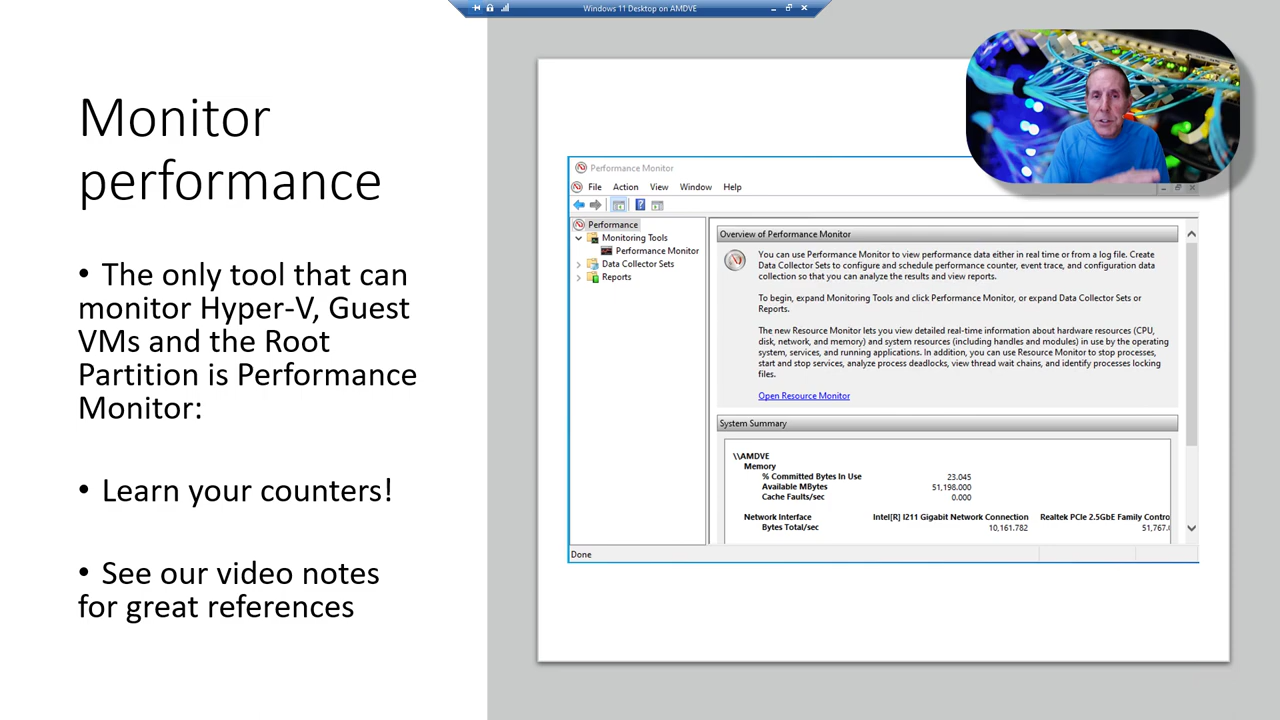 Windows 11 Desktop on AMDVE
Monitor
performance
• The only tool that can
monitor Hyper-V, Guest
VMs and the Root
Partition is Performance
Monitor:
• Learn your counters!
• See our video notes
for great references
Performance Monitor
File Action View Window Help
Performance
Monitoring Tools
Performance Monitor
Data Collector Sets
Reports
Overview of Performance Monitor
You can use Performance Monitor to view performance data either in real time or from a log file. Create
Data Collector Sets to configure and schedule performance counter, event trace, and configuration data
collection so that you can analyze the results and view reports.
To begin, expand Monitoring Tools and click Performance Monitor, or expand Data Collector Sets or
Reports.
The new Resource Monitor lets you view detailed real-time information about hardware resources (CPU,
disk, network, and memory) and system resources (including handles and modules) in use by the operating
system, services, and running applications. In addition, you can use Resource Monitor to stop processes,
start and stop services, analyze process deadlocks, view thread wait chains, and identify processes locking
files.
Open Resource Monitor
System Summary
\\AMDVE
Memory
% Committed Bytes In Use 23.045
Available MBytes 51,198.000
Cache Faults/sec 0.000
Network Interface Intel[R] I211 Gigabit Network Connection Realtek PCIe 2.5GbE Family Contro
Bytes Total/sec 10,161.782 51,767.
Done